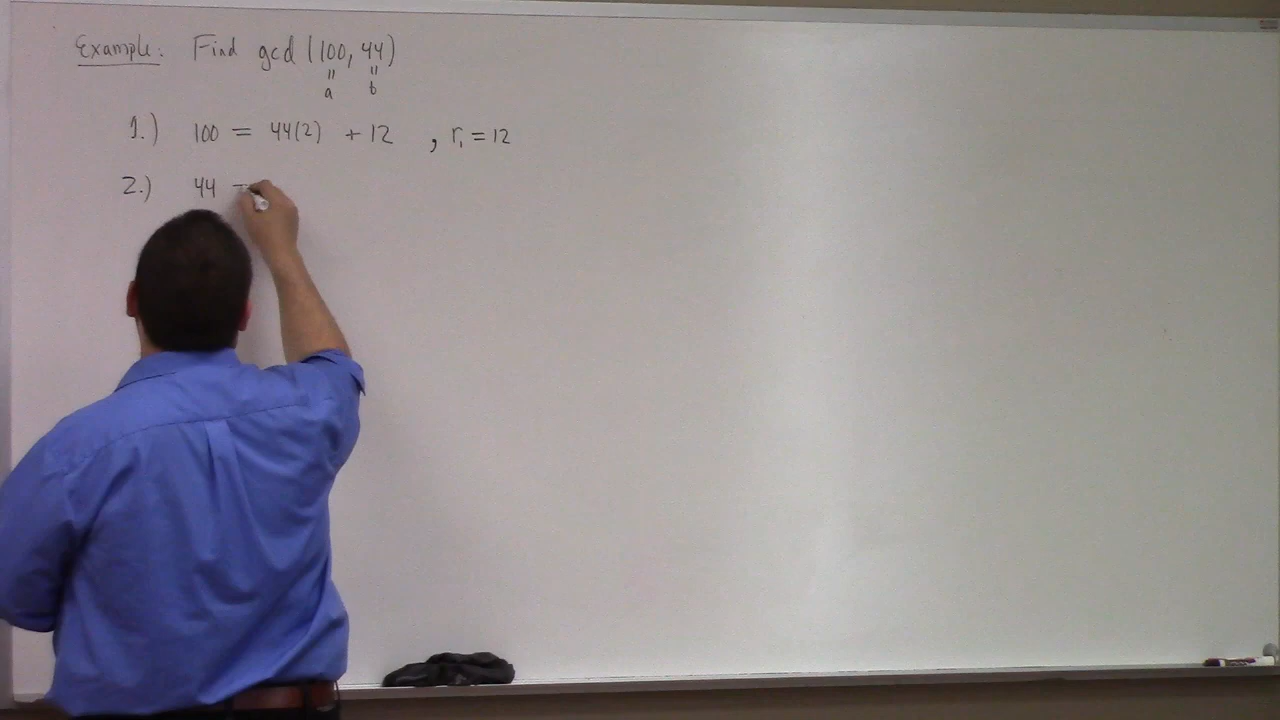 Example: Find gcd (100, 44)
" "
a b
1.) 100 = 44(2) + 12 , r₁ = 12
2.) 44 =